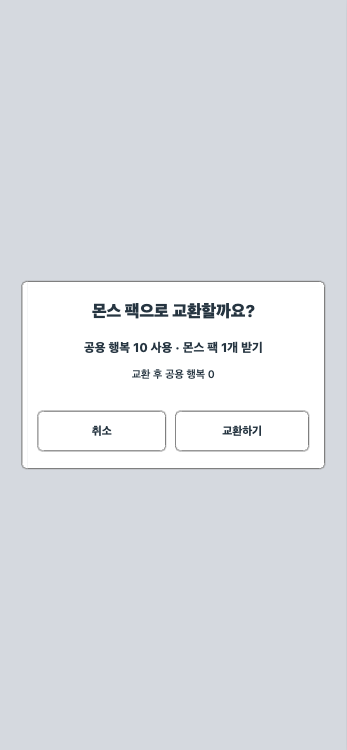 몬스 팩으로 교환할까요?
공용 행복 10 사용 · 몬스 팩 1개 받기
교환 후 공용 행복 0
취소
교환하기